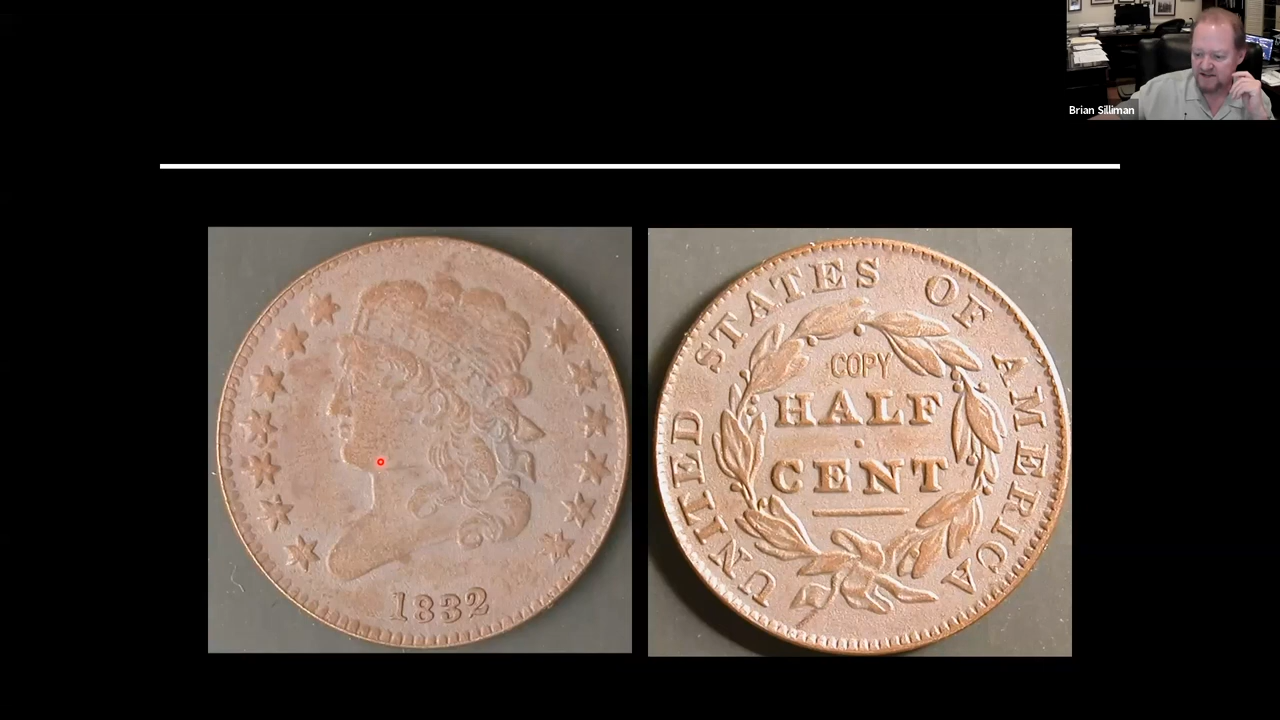 Brian Silliman
1832
UNITED STATES OF AMERICA
COPY
HALF
CENT